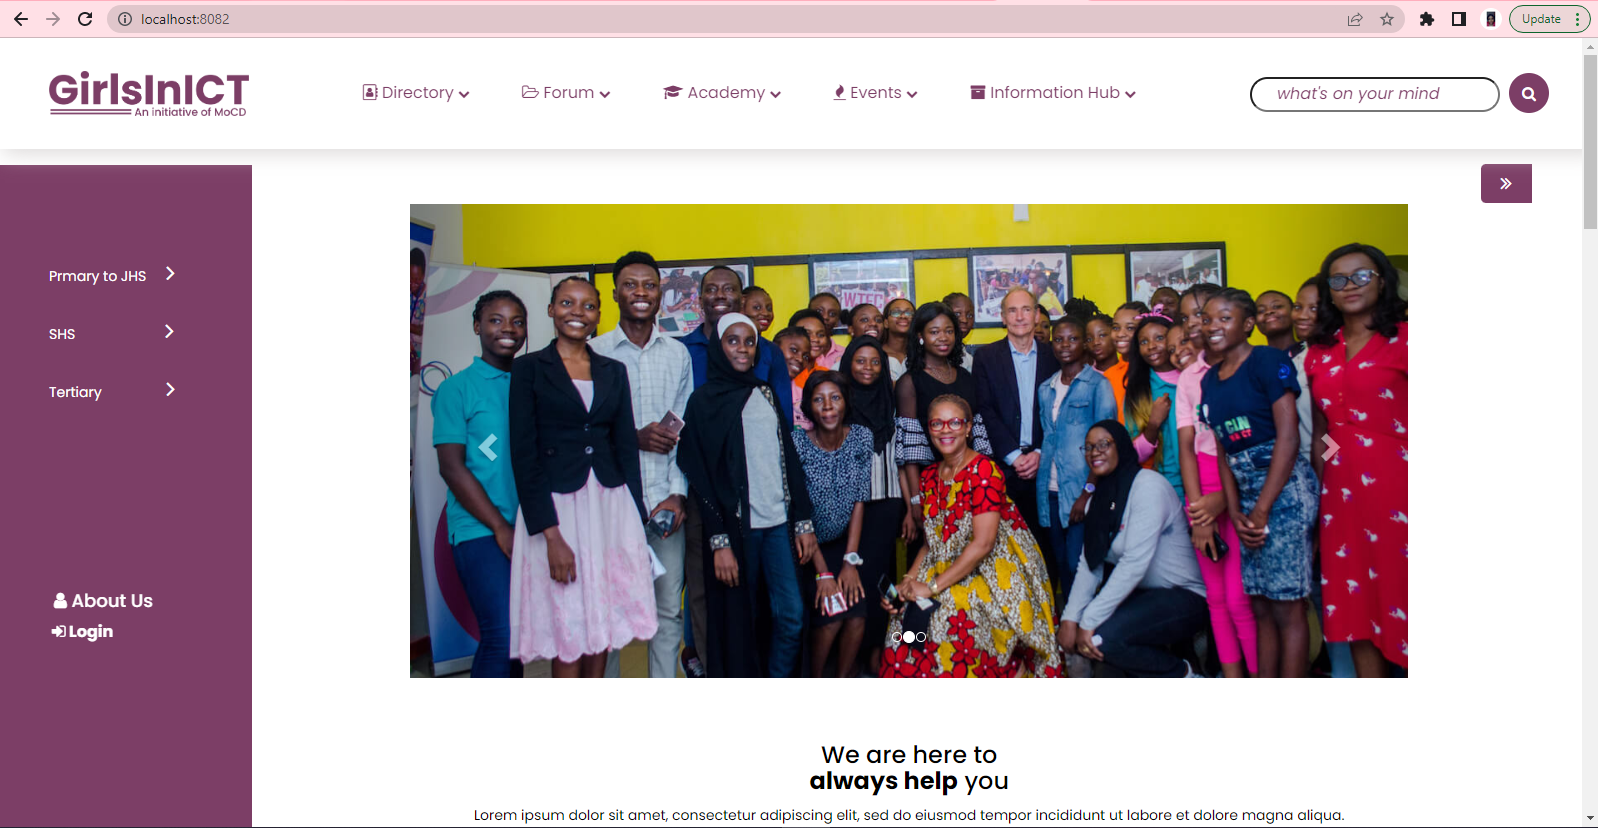 localhost:8082
Update
GirlsInICT
An initiative of MoCD
Directory
Forum
Academy
Events
Information Hub
what's on your mind
Prmary to JHS
SHS
Tertiary
About Us
Login
We are here to
always help you
Lorem ipsum dolor sit amet, consectetur adipiscing elit, sed do eiusmod tempor incididunt ut labore et dolore magna aliqua.